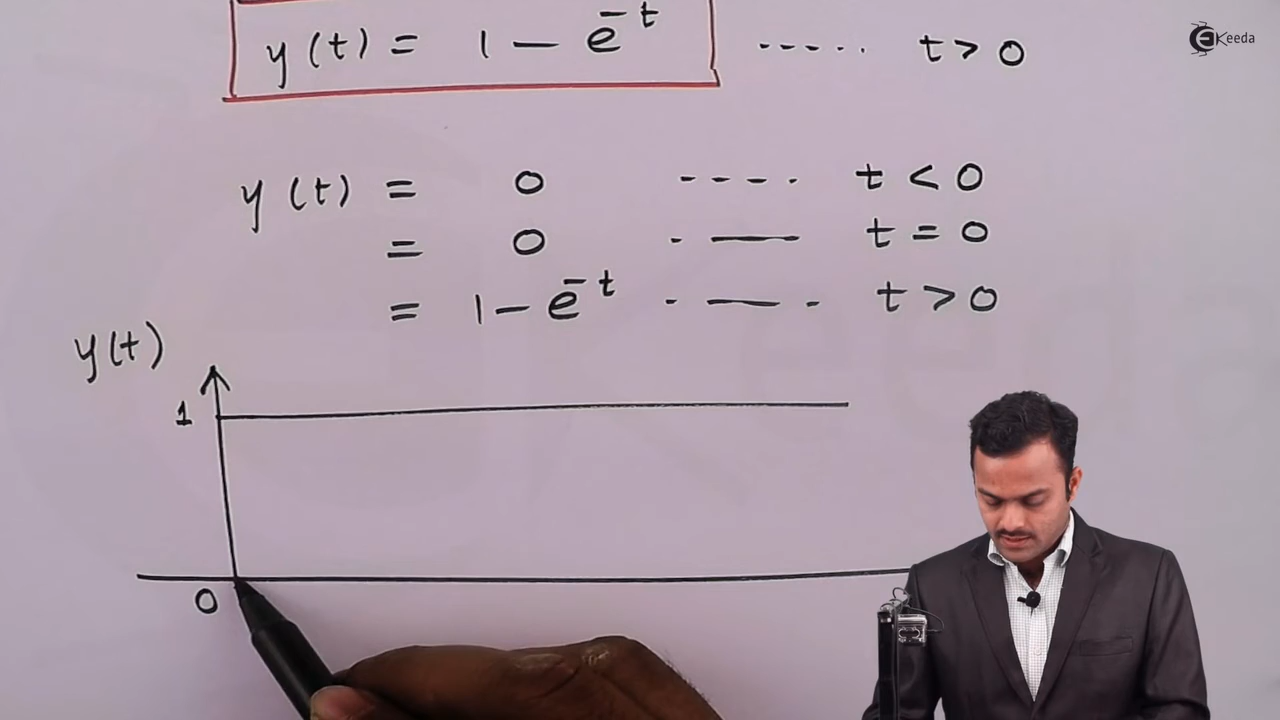 y(t) = 1 - e^-t ..... t > 0
Ekeeda
y(t) = 0 ---- t < 0
= 0 ---- t = 0
= 1 - e^-t ---- t > 0
y(t)
1
0